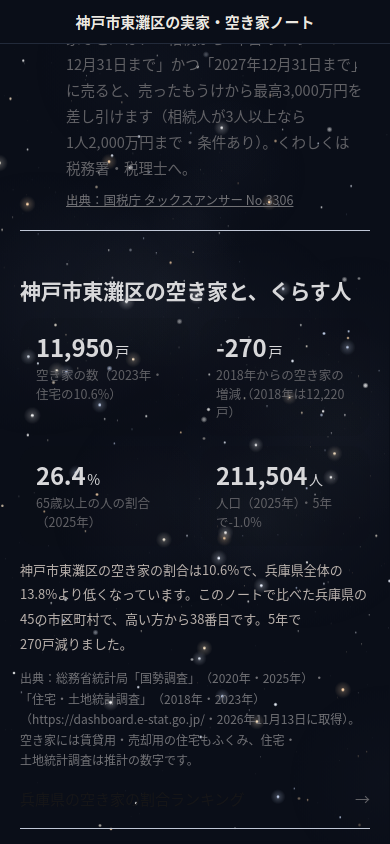 神戸市東灘区の実家・空き家ノート
12月31日まで」かつ「2027年12月31日まで」
に売ると、売ったもうけから最高3,000万円を
差し引けます（相続人が3人以上なら
1人2,000万円まで・条件あり）。くわしくは
税務署・税理士へ。
出典：国税庁 タックスアンサー No.3306
神戸市東灘区の空き家と、くらす人
11,950戸
空き家の数（2023年・
住宅の10.6%）
-270戸
2018年からの空き家の
増減（2018年は12,220
戸）
26.4%
65歳以上の人の割合
（2025年）
211,504人
人口（2025年）・5年
で-1.0%
神戸市東灘区の空き家の割合は10.6%で、兵庫県全体の
13.8%より低くなっています。このノートで比べた兵庫県の
45の市区町村で、高い方から38番目です。5年で
270戸減りました。
出典：総務省統計局「国勢調査」（2020年・2025年）・
「住宅・土地統計調査」（2018年・2023年）
（https://dashboard.e-stat.go.jp/・2026年11月13日に取得）。
空き家には賃貸用・売却用の住宅もふくみ、住宅・
土地統計調査は推計の数字です。
兵庫県の空き家の割合ランキング →